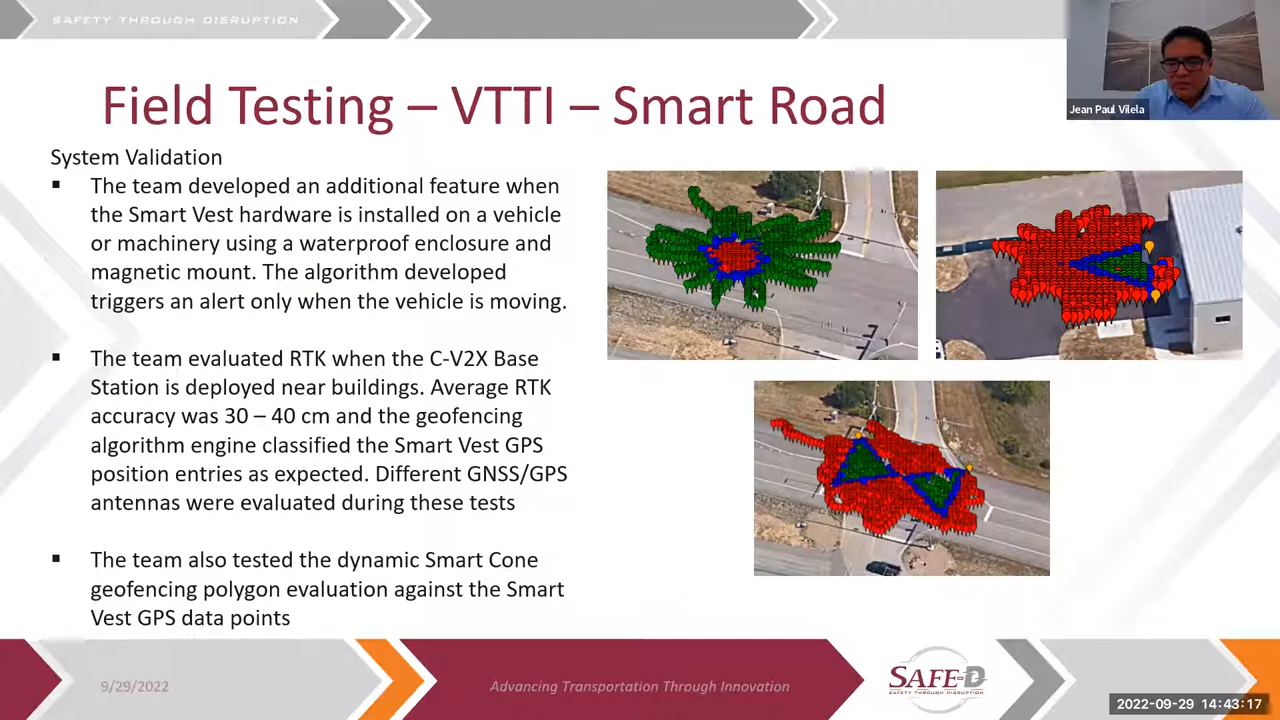 SAFETY THROUGH DISRUPTION
Jean Paul Vilela
Field Testing – VTTI – Smart Road
System Validation
▪ The team developed an additional feature when
the Smart Vest hardware is installed on a vehicle
or machinery using a waterproof enclosure and
magnetic mount. The algorithm developed
triggers an alert only when the vehicle is moving.
▪ The team evaluated RTK when the C-V2X Base
Station is deployed near buildings. Average RTK
accuracy was 30 – 40 cm and the geofencing
algorithm engine classified the Smart Vest GPS
position entries as expected. Different GNSS/GPS
antennas were evaluated during these tests
▪ The team also tested the dynamic Smart Cone
geofencing polygon evaluation against the Smart
Vest GPS data points
9/29/2022
Advancing Transportation Through Innovation
SAFE-D
SAFETY THROUGH DISRUPTION
2022-09-29 14:43:17